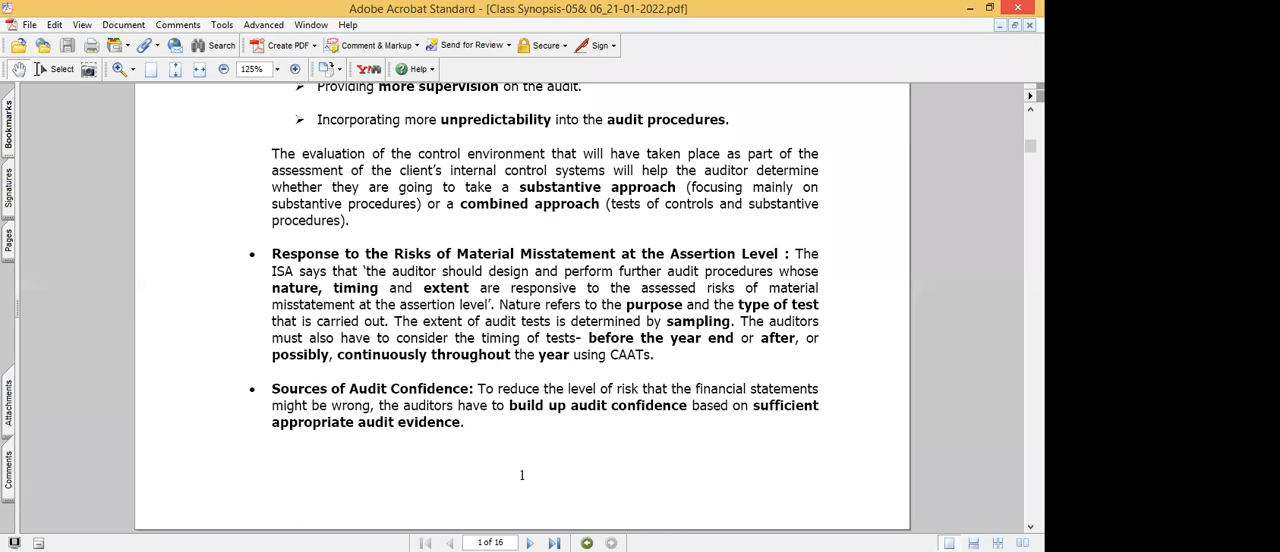 Adobe Acrobat Standard - [Class Synopsis-05& 06_21-01-2022.pdf]
File Edit View Document Comments Tools Advanced Window Help
Search Create PDF Comment & Markup Send for Review Secure Sign
Select 125% Y! Help
Bookmarks
Signatures
Pages
Attachments
Comments
➢ Providing more supervision on the audit.
➢ Incorporating more unpredictability into the audit procedures.
The evaluation of the control environment that will have taken place as part of the
assessment of the client's internal control systems will help the auditor determine
whether they are going to take a substantive approach (focusing mainly on
substantive procedures) or a combined approach (tests of controls and substantive
procedures).
• Response to the Risks of Material Misstatement at the Assertion Level : The
ISA says that 'the auditor should design and perform further audit procedures whose
nature, timing and extent are responsive to the assessed risks of material
misstatement at the assertion level'. Nature refers to the purpose and the type of test
that is carried out. The extent of audit tests is determined by sampling. The auditors
must also have to consider the timing of tests- before the year end or after, or
possibly, continuously throughout the year using CAATs.
• Sources of Audit Confidence: To reduce the level of risk that the financial statements
might be wrong, the auditors have to build up audit confidence based on sufficient
appropriate audit evidence.
1
1 of 16